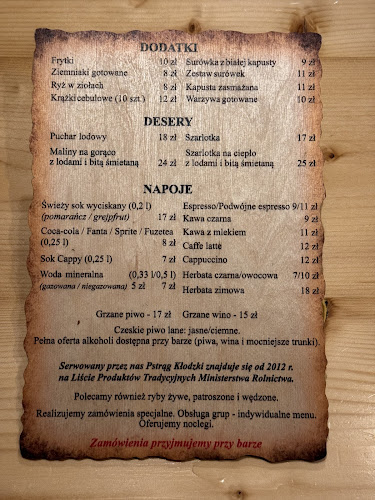 DODATKI
Frytki 10 zł
Ziemniaki gotowane 8 zł
Ryż w ziołach 8 zł
Krążki cebulowe (10 szt.) 12 zł
Surówka z białej kapusty 9 zł
Zestaw surówek 11 zł
Kapusta zasmażana 11 zł
Warzywa gotowane 10 zł
DESERY
Puchar lodowy 18 zł
Maliny na gorąco
z lodami i bitą śmietaną 24 zł
Szarlotka 17 zł
Szarlotka na ciepło
z lodami i bitą śmietaną 25 zł
NAPOJE
Świeży sok wyciskany (0,2 l)
(pomarańcz / grejpfrut) 17 zł
Coca-cola / Fanta / Sprite / Fuzetea
(0,25 l) 8 zł
Sok Cappy (0,25 l) 7 zł
Woda mineralna (0,33 l/0,5 l)
(gazowana / niegazowana) 5 zł 7 zł
Espresso/Podwójne espresso 9/11 zł
Kawa czarna 9 zł
Kawa z mlekiem 11 zł
Caffe latte 12 zł
Cappuccino 12 zł
Herbata czarna/owocowa 7/10 zł
Herbata zimowa 18 zł
Grzane piwo - 17 zł Grzane wino - 15 zł
Czeskie piwo lane: jasne/ciemne.
Pełna oferta alkoholi dostępna przy barze (piwa, wina i mocniejsze trunki).
Serwowany przez nas Pstrąg Kłodzki znajduje się od 2012 r.
na Liście Produktów Tradycyjnych Ministerstwa Rolnictwa.
Polecamy również ryby żywe, patroszone i wędzone.
Realizujemy zamówienia specjalne. Obsługa grup - indywidualne menu.
Oferujemy noclegi.
Zamówienia przyjmujemy przy barze